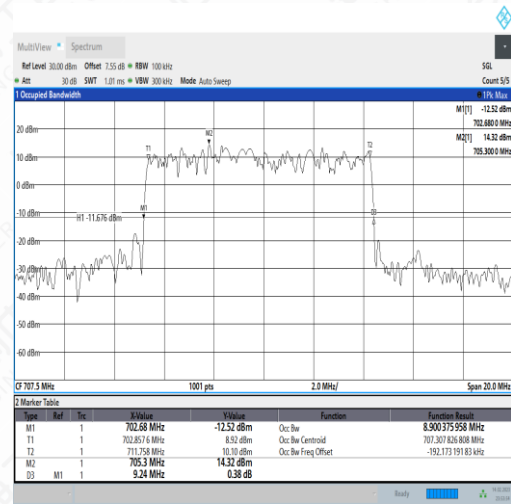 MultiView Spectrum
Ref Level 30.00 dBm Offset 7.55 dB RBW 100 kHz SGL
Att 30 dB SWT 1.01 ms VBW 300 kHz Mode Auto Sweep Count 5/5
1 Occupied Bandwidth 1Pk Max
M1[1] -12.52 dBm
702.680 0 MHz
M2[1] 14.32 dBm
705.300 0 MHz
20 dBm
M2
T1
T2
10 dBm
0 dBm
M1
-10 dBm
H1 -11.676 dBm
D3
-20 dBm
-30 dBm
-40 dBm
-50 dBm
-60 dBm
CF 707.5 MHz 1001 pts 2.0 MHz/ Span 20.0 MHz
2 Marker Table
Type Ref Trc X-Value Y-Value Function Function Result
M1 1 702.68 MHz -12.52 dBm Occ Bw 8.900 375 958 MHz
T1 1 702.857 6 MHz 8.92 dBm Occ Bw Centroid 707.307 826 808 MHz
T2 1 711.758 MHz 10.10 dBm Occ Bw Freq Offset -192.173 191 83 kHz
M2 1 705.3 MHz 14.32 dBm
D3 M1 1 9.24 MHz 0.38 dB
Ready